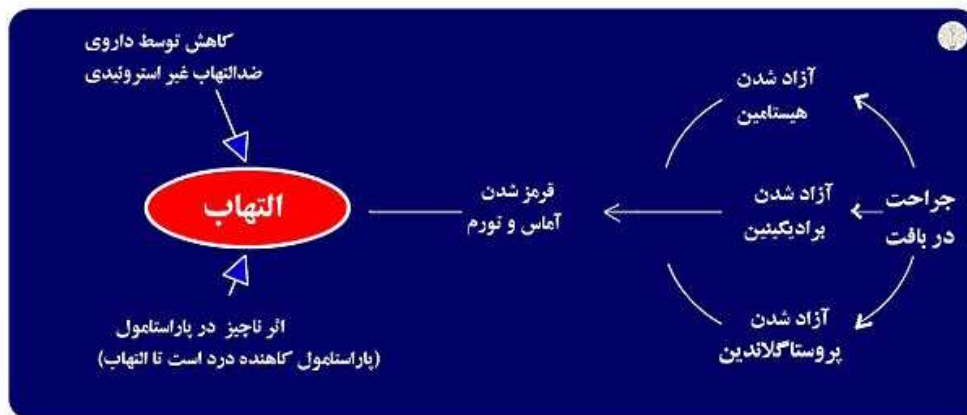 جراحت
در بافت
آزاد شدن
هیستامین
آزاد شدن
برادیکینین
آزاد شدن
پروستاگلاندین
قرمز شدن
آماس و تورم
التهاب
کاهش توسط داروی
ضدالتهاب غیر استروئیدی
اثر ناچیز در پاراستامول
(پاراستامول کاهنده درد است تا التهاب)